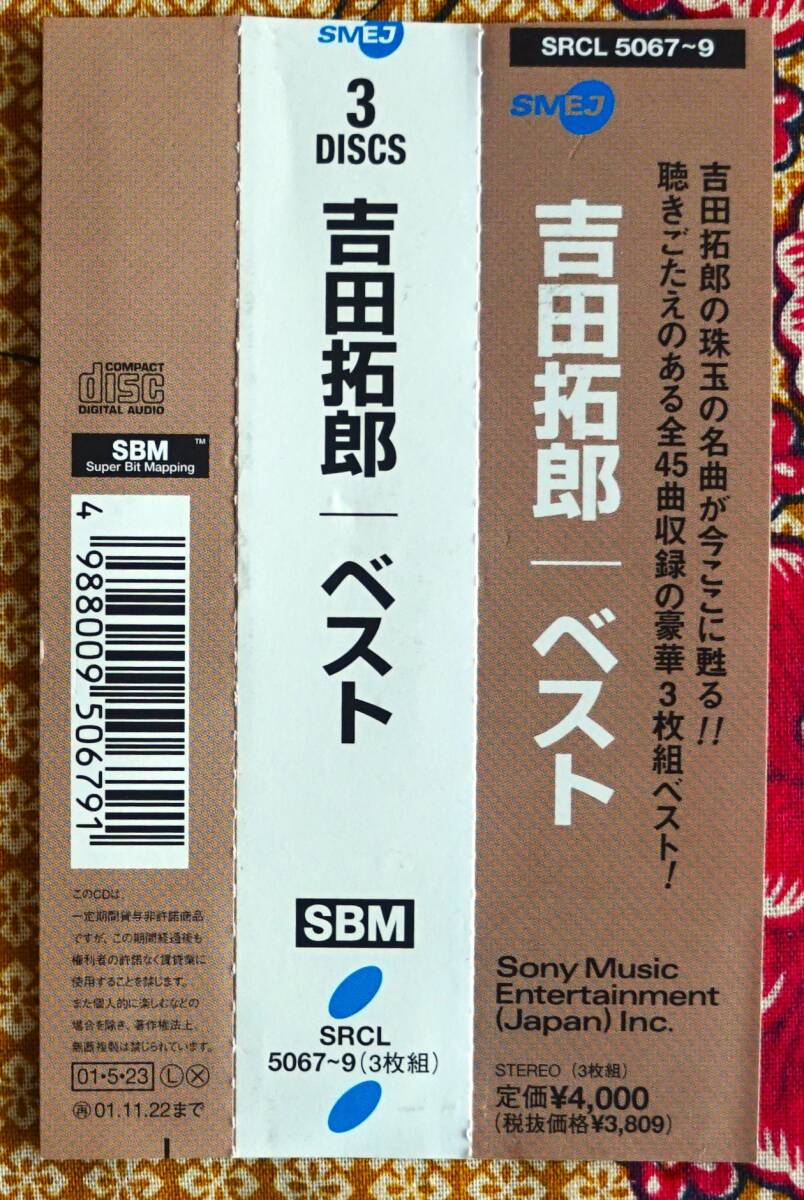 COMPACT
disc
DIGITAL AUDIO
SBM™
Super Bit Mapping
4 988009 506791
このCDは、
一定期間貸与非許諾商品
ですが、この期間経過後も
権利者の許諾なく賃貸業に
使用することを禁じます。
また個人的に楽しむなどの
場合を除き、著作権法上、
無断複製は禁じられています。
01・5・23 Ⓛ Ⓧ
㊞01.11.22まで
SMEJ
3
DISCS
吉田拓郎|ベスト
SBM
SRCL
5067~9(3枚組)
SRCL 5067~9
SMEJ
吉田拓郎の珠玉の名曲が今ここに甦る!!
聴きごたえのある全45曲収録の豪華3枚組ベスト!
吉田拓郎|ベスト
Sony Music
Entertainment
(Japan) Inc.
STEREO (3枚組)
定価¥4,000
(税抜価格¥3,809)